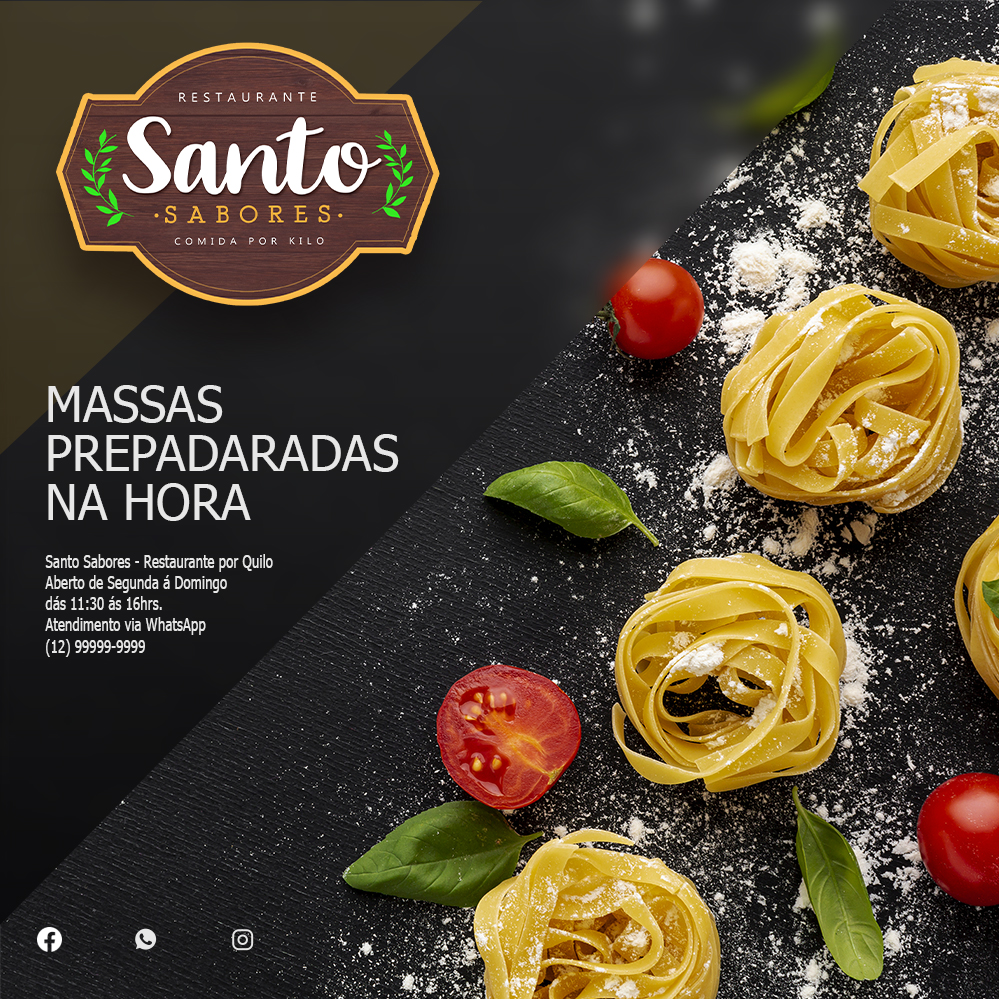 RESTAURANTE
Santo
·SABORES·
COMIDA POR KILO
MASSAS
PREPADARADAS
NA HORA
Santo Sabores - Restaurante por Quilo
Aberto de Segunda á Domingo
dás 11:30 ás 16hrs.
Atendimento via WhatsApp
(12) 99999-9999